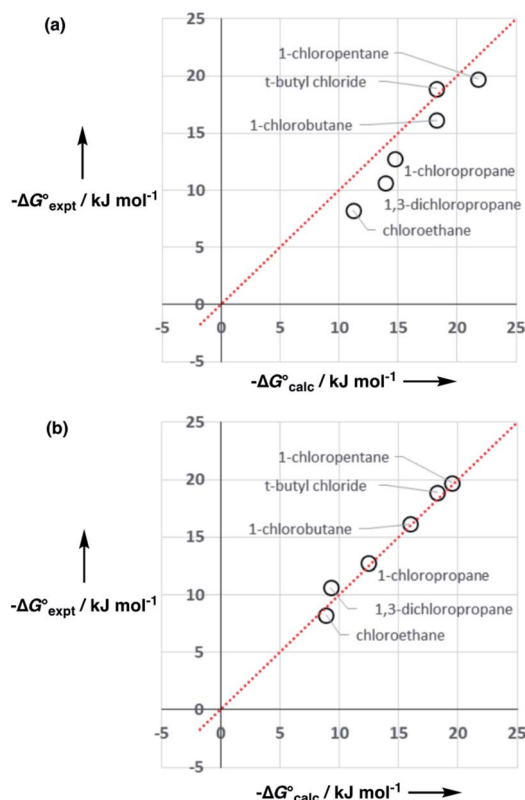 (a)
25
20
15
10
5
0
-5
-5 0 5 10 15 20 25
1-chloropentane
t-butyl chloride
1-chlorobutane
1-chloropropane
1,3-dichloropropane
chloroethane
-ΔG°expt / kJ mol-1
-ΔG°calc / kJ mol-1
(b)
25
20
15
10
5
0
-5
-5 0 5 10 15 20 25
1-chloropentane
t-butyl chloride
1-chlorobutane
1-chloropropane
1,3-dichloropropane
chloroethane
-ΔG°expt / kJ mol-1
-ΔG°calc / kJ mol-1